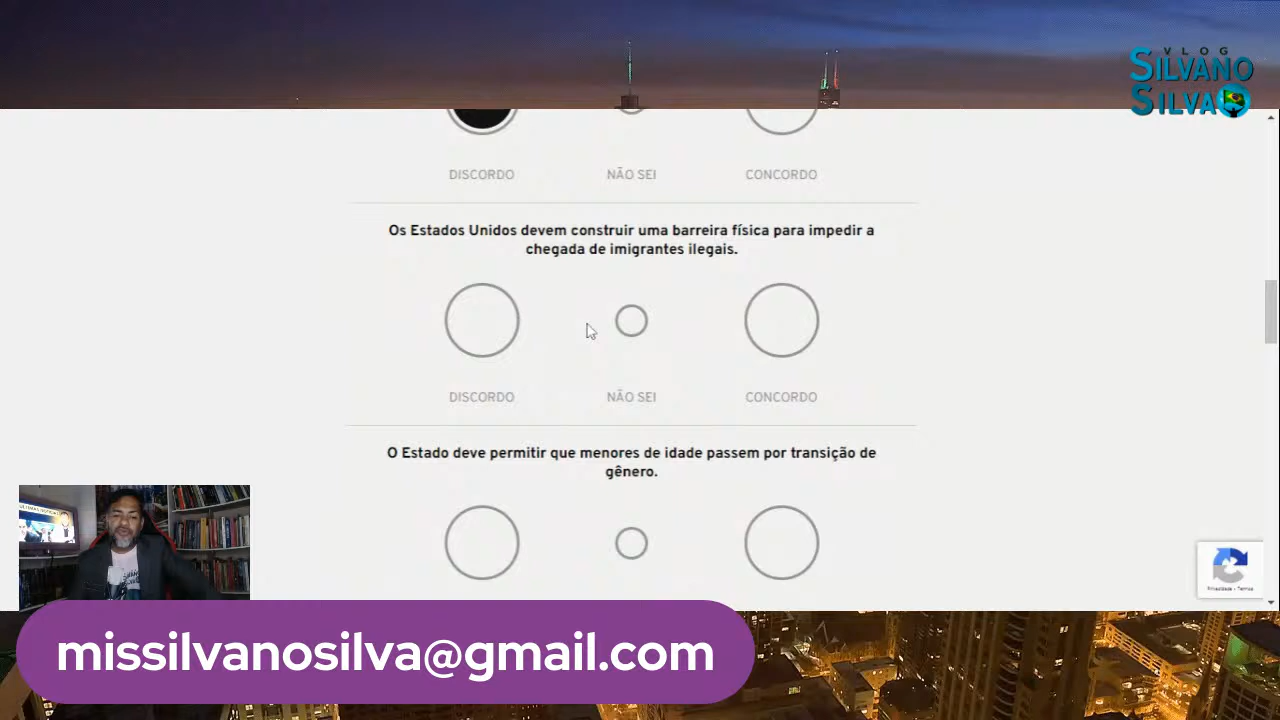 VLOG
SILVANO
SILVA
DISCORDO NÃO SEI CONCORDO
Os Estados Unidos devem construir uma barreira física para impedir a
chegada de imigrantes ilegais.
DISCORDO NÃO SEI CONCORDO
O Estado deve permitir que menores de idade passem por transição de
gênero.
Privacidade - Termos
missilvanosilva@gmail.com